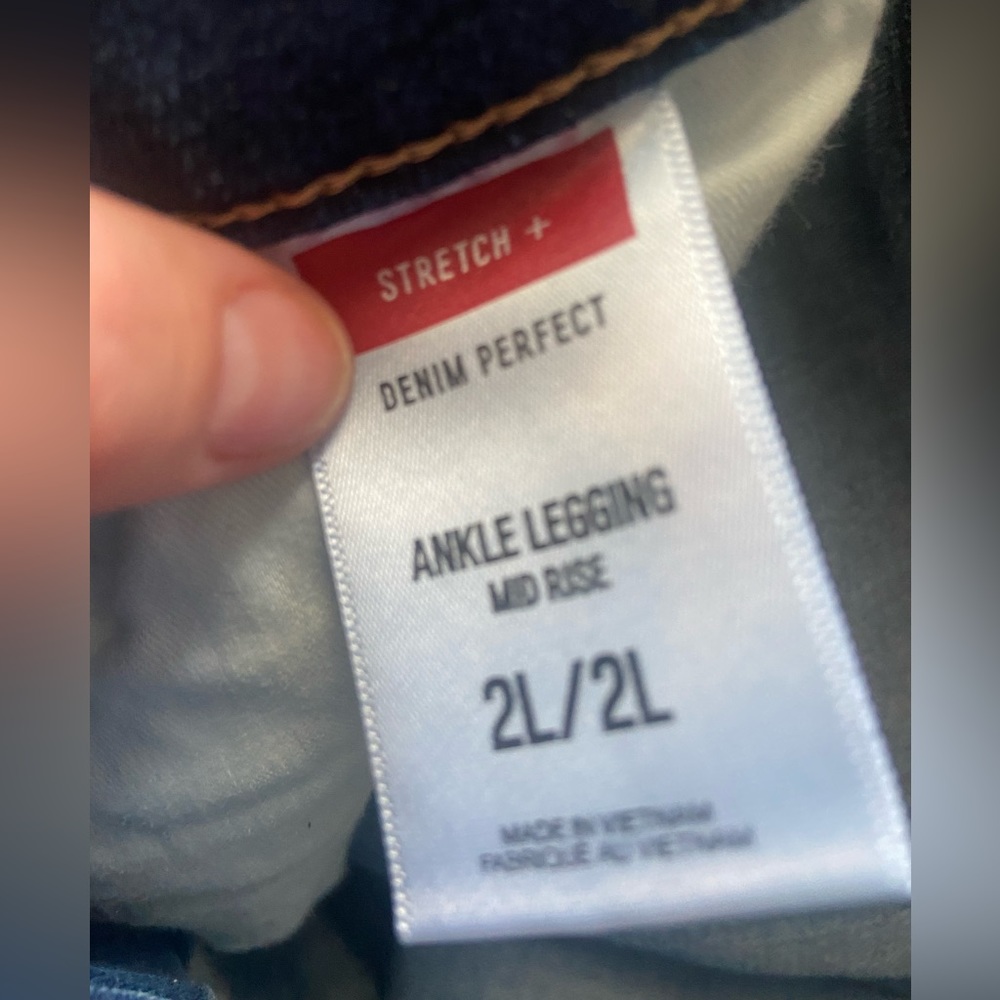 STRETCH +
DENIM PERFECT
ANKLE LEGGING
MID RISE
2L/2L
MADE IN VIETNAM
FABRIQUÉ AU VIETNAM